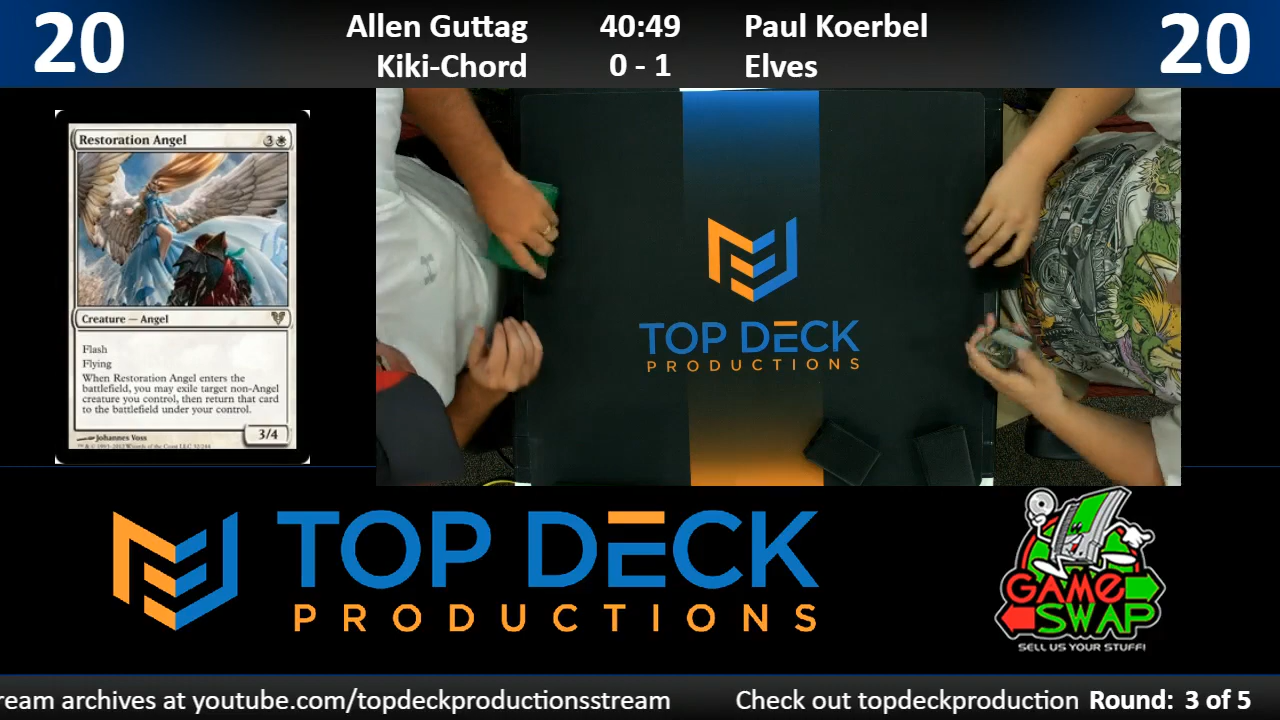 20
Allen Guttag
40:49
Paul Koerbel
20
Kiki-Chord
0 - 1
Elves
Restoration Angel
3
Creature — Angel
Flash
Flying
When Restoration Angel enters the
battlefield, you may exile target non-Angel
creature you control, then return that card
to the battlefield under your control.
3/4
Johannes Voss
TOP DECK
PRODUCTIONS
TOP DECK
PRODUCTIONS
GAME
SWAP
SELL US YOUR STUFF!
ream archives at youtube.com/topdeckproductionsstream
Check out topdeckproduction
Round: 3 of 5